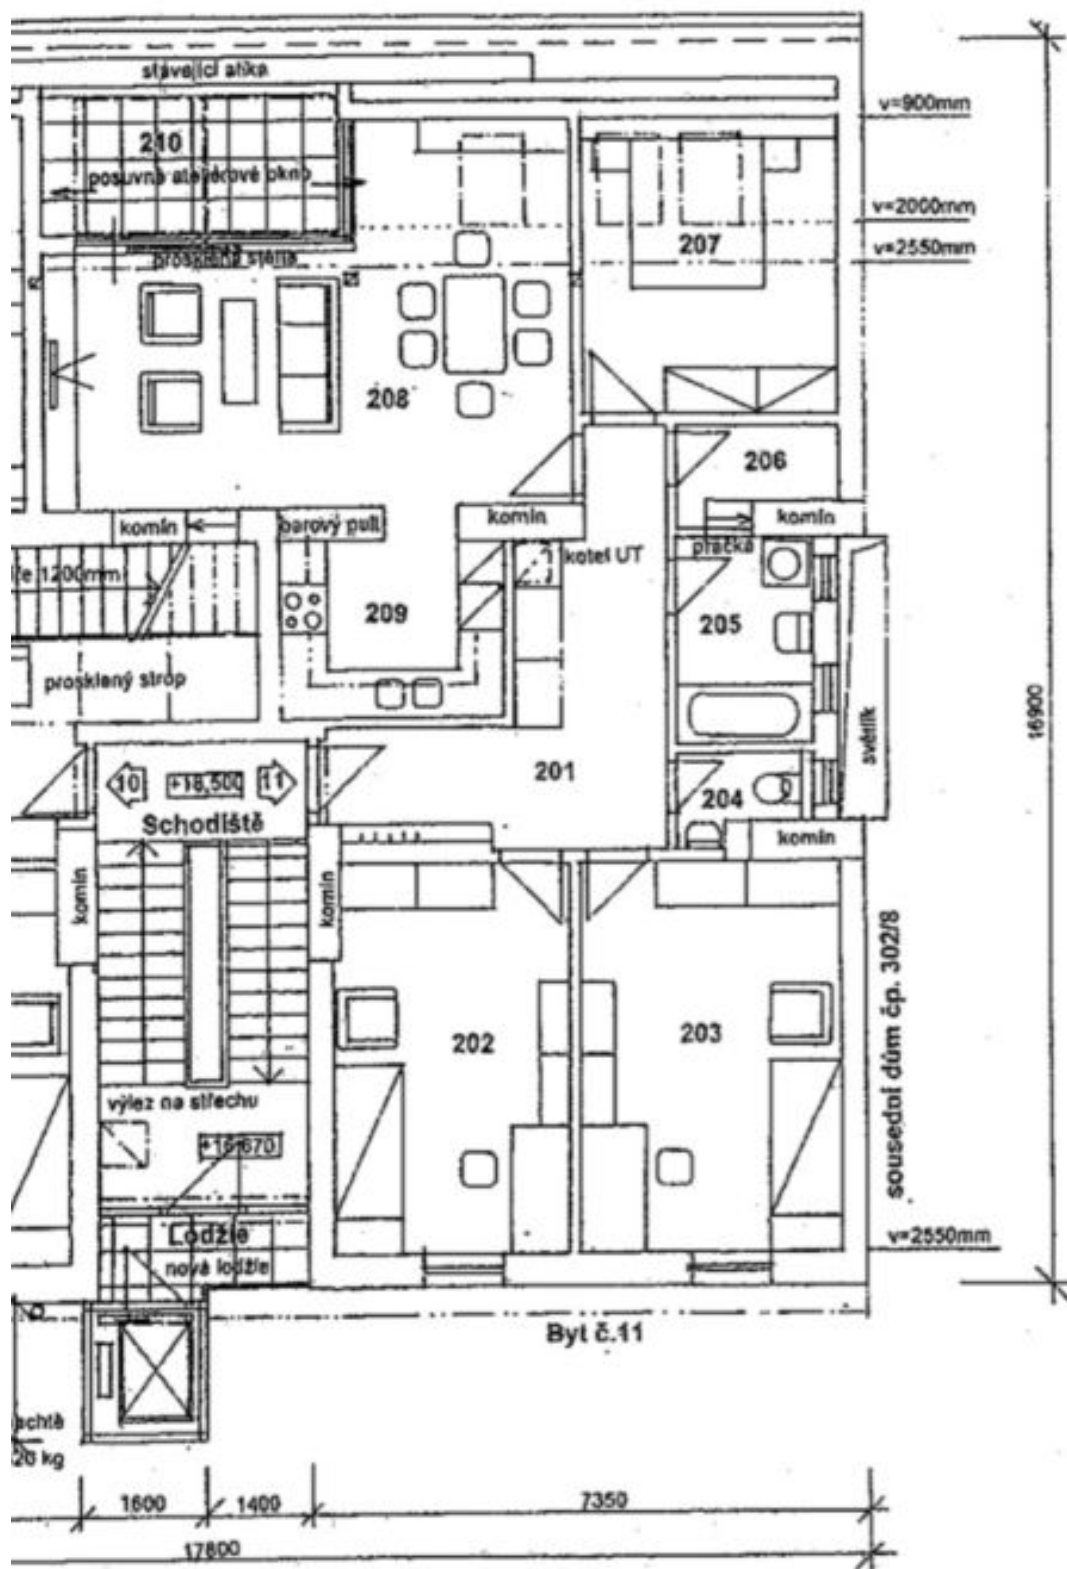 stávající atika
v=900mm
210
posuvné ateliérové okno
v=2000mm
207
v=2550mm
prosklená stěna
208
206
komín
barový pult
komín
komín
kotel UT
pračka
1200mm
209
205
prosklený strop
16900
světlík
201
10
+18,500
11
204
Schodiště
komín
komín
komín
sousední dům čp. 302/8
202
203
výlez na střechu
+16,670
Lodžie
nová lodžie
v=2550mm
Byt č.11
1600
1400
7350
17800